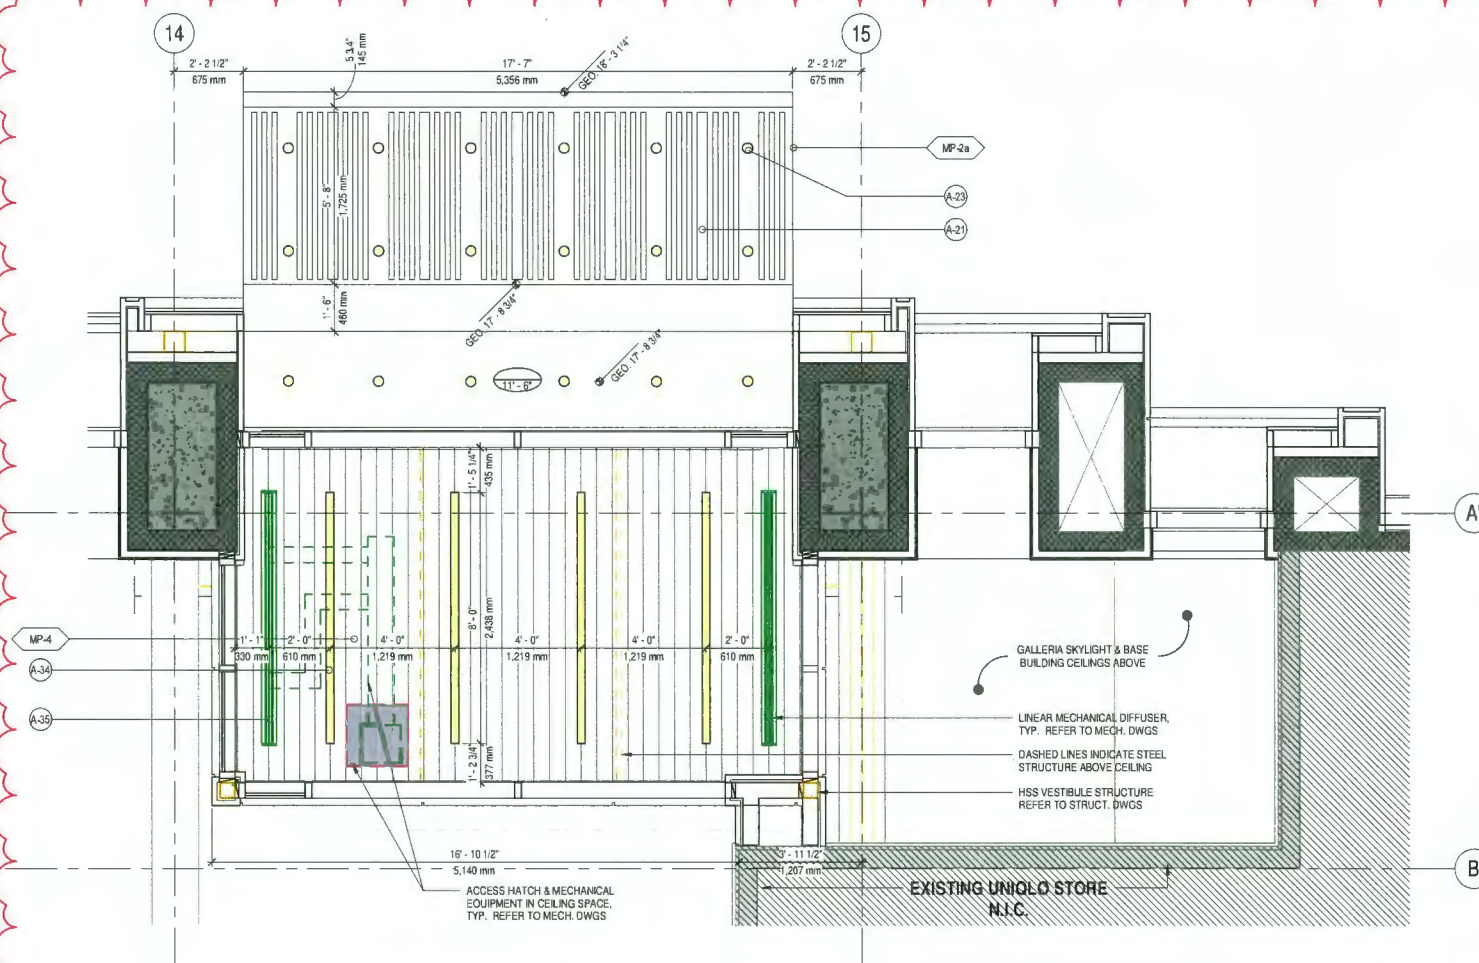 14
15
2' - 2 1/2"
675 mm
5 3/4"
145 mm
17' - 7"
5,356 mm
GEO. 18' - 3 1/4"
2' - 2 1/2"
675 mm
MP-2a
A-23
A-21
5' - 8"
1,725 mm
1' - 6"
460 mm
GEO. 17' - 8 3/4"
GEO. 17' - 8 3/4"
11' - 6"
1' - 5 1/4"
435 mm
8' - 0"
2,438 mm
MP-4
A-34
A-35
1' - 1"
330 mm
2' - 0"
610 mm
4' - 0"
1,219 mm
4' - 0"
1,219 mm
4' - 0"
1,219 mm
2' - 0"
610 mm
1' - 2 3/4"
377 mm
GALLERIA SKYLIGHT & BASE
BUILDING CEILINGS ABOVE
LINEAR MECHANICAL DIFFUSER,
TYP. REFER TO MECH. DWGS
DASHED LINES INDICATE STEEL
STRUCTURE ABOVE CEILING
HSS VESTIBULE STRUCTURE
REFER TO STRUCT. DWGS
16' - 10 1/2"
5,140 mm
3' - 11 1/2"
1,207 mm
ACCESS HATCH & MECHANICAL
EQUIPMENT IN CEILING SPACE,
TYP. REFER TO MECH. DWGS
EXISTING UNIQLO STORE
N.I.C.
B